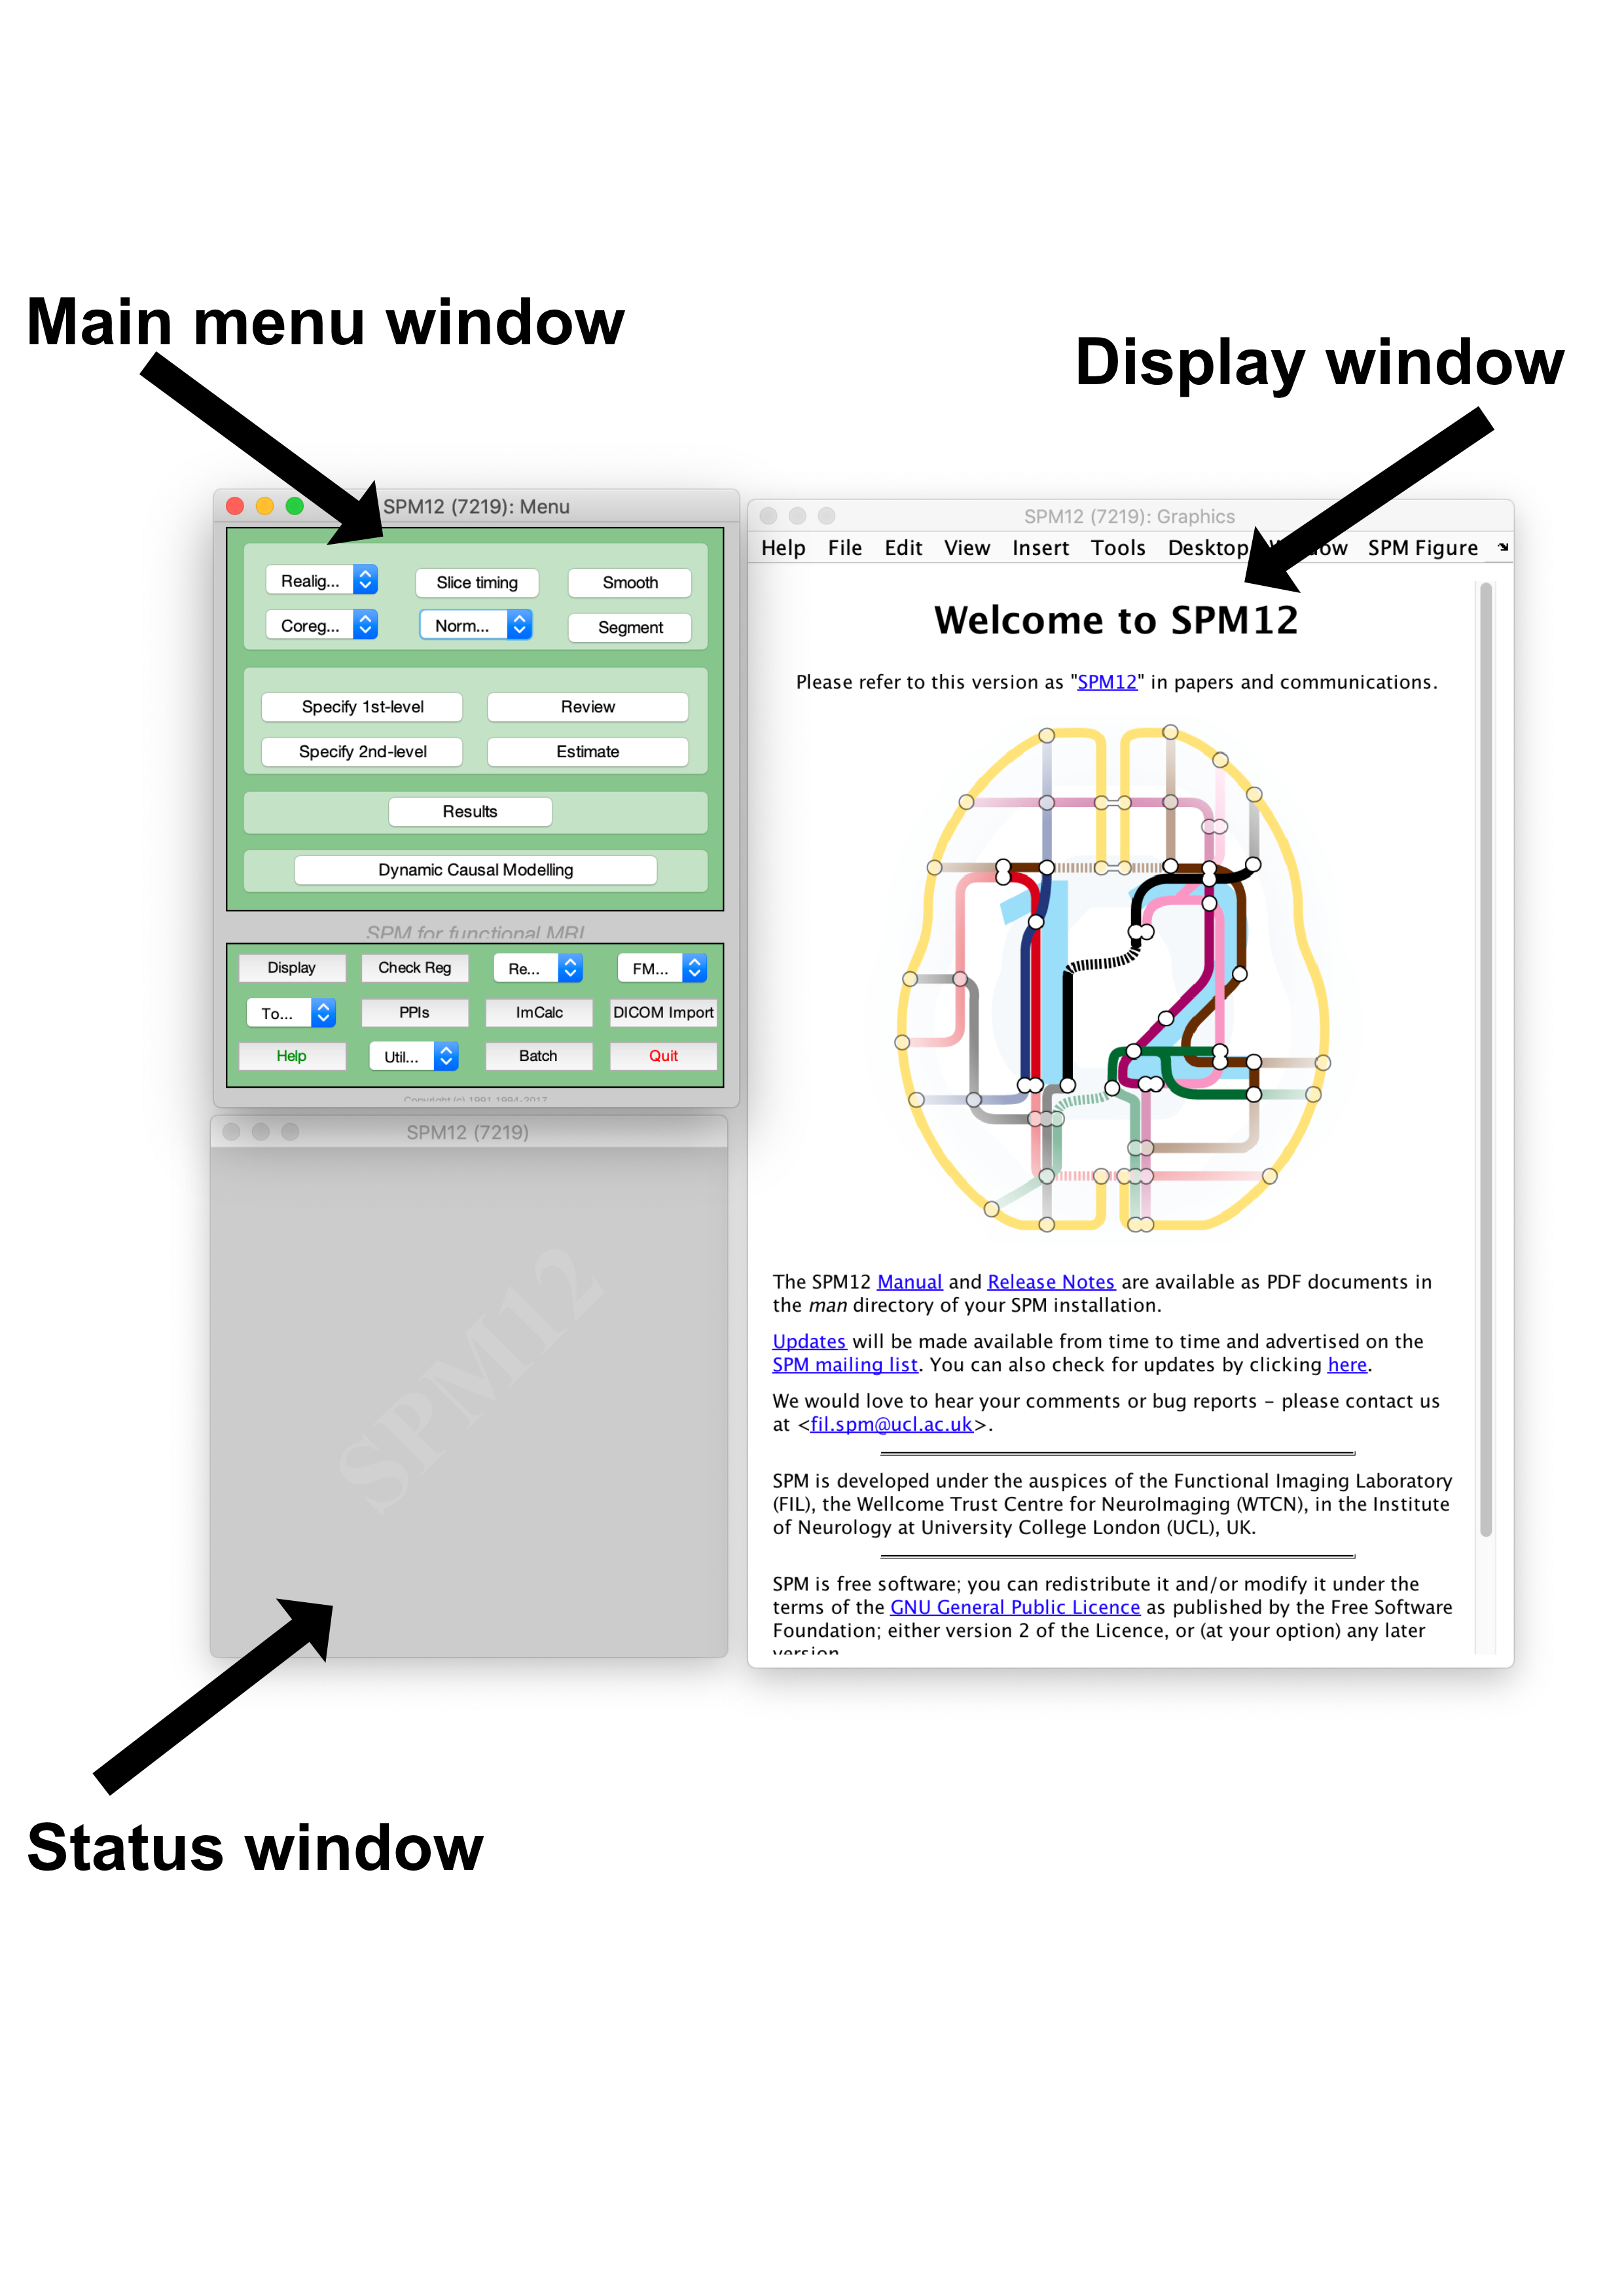 Main menu window
Display window
SPM12 (7219): Menu
Realig...
Slice timing
Smooth
Coreg...
Norm...
Segment
Specify 1st-level
Review
Specify 2nd-level
Estimate
Results
Dynamic Causal Modelling
SPM for functional MRI
Display
Check Reg
Re...
FM...
To...
PPIs
ImCalc
DICOM Import
Help
Util...
Batch
Quit
Copyright (c) 1991,1994-2017
SPM12 (7219)
SPM12
SPM12 (7219): Graphics
Help File Edit View Insert Tools Desktop Window SPM Figure
Welcome to SPM12
Please refer to this version as "SPM12" in papers and communications.
12
The SPM12 Manual and Release Notes are available as PDF documents in
the man directory of your SPM installation.
Updates will be made available from time to time and advertised on the
SPM mailing list. You can also check for updates by clicking here.
We would love to hear your comments or bug reports – please contact us
at <fil.spm@ucl.ac.uk>.
SPM is developed under the auspices of the Functional Imaging Laboratory
(FIL), the Wellcome Trust Centre for NeuroImaging (WTCN), in the Institute
of Neurology at University College London (UCL), UK.
SPM is free software; you can redistribute it and/or modify it under the
terms of the GNU General Public Licence as published by the Free Software
Foundation; either version 2 of the Licence, or (at your option) any later
version.
Status window